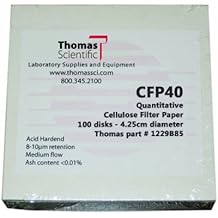 Thomas
Scientific
Laboratory Supplies and Equipment
www.thomassci.com
800.345.2100
CFP40
Quantitative
Cellulose Filter Paper
100 disks - 4.25cm diameter
Thomas part # 1229B85
Acid Hardend
8-10µm retention
Medium flow
Ash content <0.01%